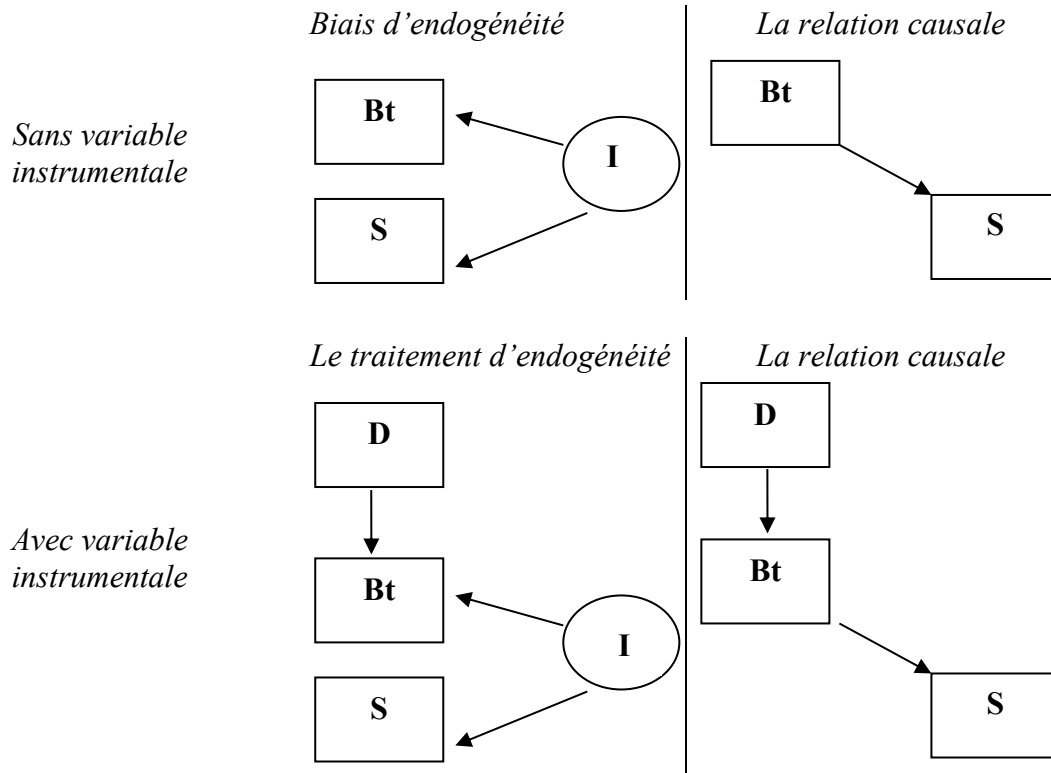 Biais d’endogénéité
La relation causale
Sans variable
instrumentale
Bt
I
S
Bt
S
Le traitement d’endogénéité
La relation causale
Avec variable
instrumentale
D
Bt
I
S
D
Bt
S